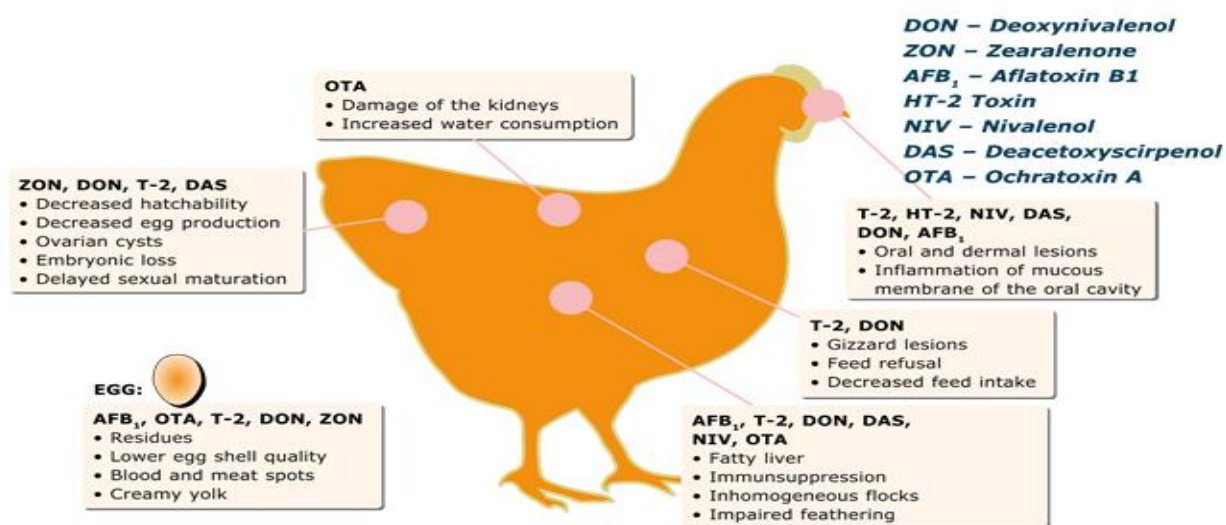 DON – Deoxynivalenol
ZON – Zearalenone
AFB₁ – Aflatoxin B1
HT-2 Toxin
NIV – Nivalenol
DAS – Deacetoxyscirpenol
OTA – Ochratoxin A
OTA
• Damage of the kidneys
• Increased water consumption
ZON, DON, T-2, DAS
• Decreased hatchability
• Decreased egg production
• Ovarian cysts
• Embryonic loss
• Delayed sexual maturation
T-2, HT-2, NIV, DAS,
DON, AFB₁
• Oral and dermal lesions
• Inflammation of mucous
membrane of the oral cavity
T-2, DON
• Gizzard lesions
• Feed refusal
• Decreased feed intake
EGG:
AFB₁, OTA, T-2, DON, ZON
• Residues
• Lower egg shell quality
• Blood and meat spots
• Creamy yolk
AFB₁, T-2, DON, DAS,
NIV, OTA
• Fatty liver
• Immunsuppression
• Inhomogeneous flocks
• Impaired feathering